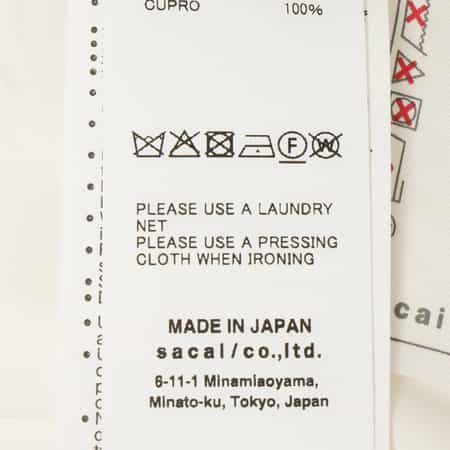 CUPRO 100%
F W
PLEASE USE A LAUNDRY
NET
PLEASE USE A PRESSING
CLOTH WHEN IRONING
MADE IN JAPAN
sacai/co.,ltd.
6-11-1 Minamiaoyama,
Minato-ku, Tokyo, Japan
cai